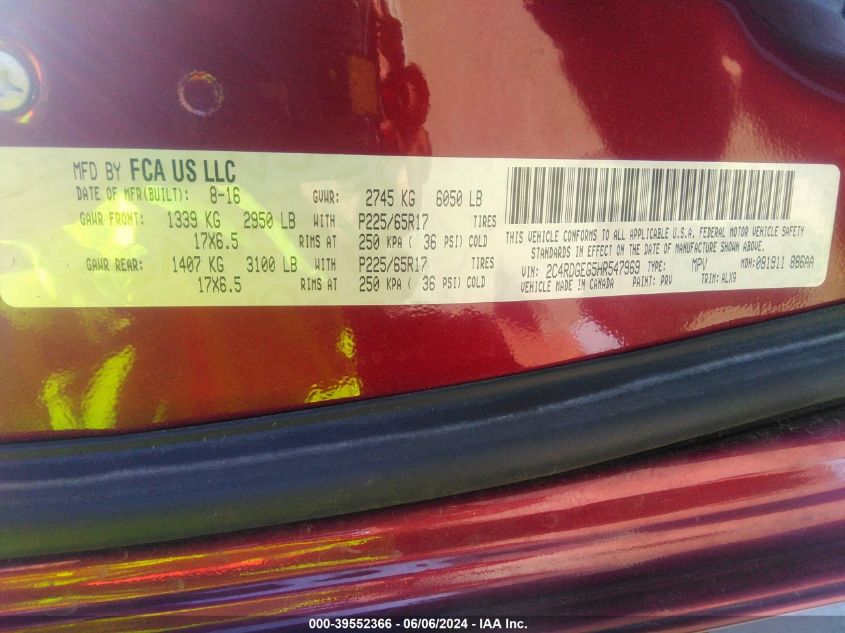 MFD BY FCA US LLC
DATE OF MFR(BUILT): 8-16 GVWR: 2745 KG 6050 LB
GAWR FRONT: 1339 KG 2950 LB WITH P225/65R17 TIRES
17X6.5 RIMS AT 250 KPA ( 36 PSI) COLD
GAWR REAR: 1407 KG 3100 LB WITH P225/65R17 TIRES
17X6.5 RIMS AT 250 KPA ( 36 PSI) COLD
THIS VEHICLE CONFORMS TO ALL APPLICABLE U.S.A. FEDERAL MOTOR VEHICLE SAFETY
STANDARDS IN EFFECT ON THE DATE OF MANUFACTURE SHOWN ABOVE.
VIN: 2C4RDGEG5HR547969 TYPE: MPV MDH: 081911 886AA
VEHICLE MADE IN CANADA PAINT: PRV TRIM: ALX9
000-39552366 - 06/06/2024 - IAA Inc.